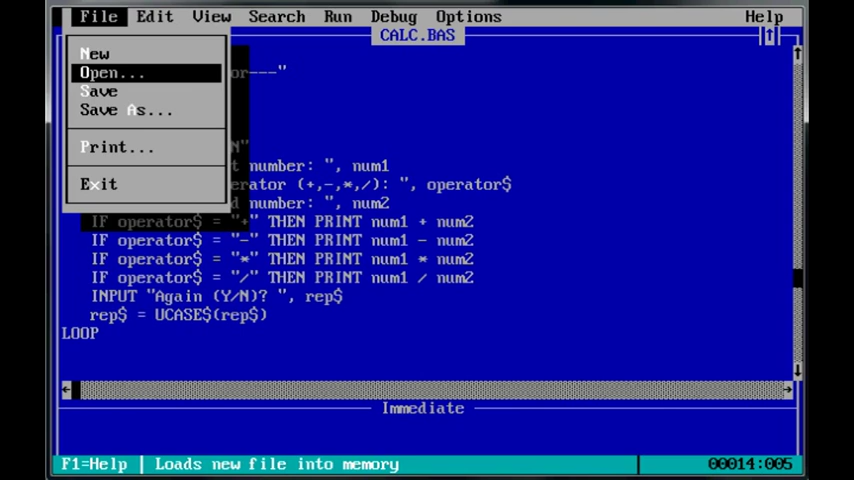 File Edit View Search Run Debug Options Help
CALC.BAS
New
Open...
Save
Save As...
Print...
Exit
or---"
N"
t number: ", num1
erator (+,-,*,/): ", operator$
d number: ", num2
IF operator$ = "+" THEN PRINT num1 + num2
IF operator$ = "-" THEN PRINT num1 - num2
IF operator$ = "*" THEN PRINT num1 * num2
IF operator$ = "/" THEN PRINT num1 / num2
INPUT "Again (Y/N)? ", rep$
rep$ = UCASE$(rep$)
LOOP
Immediate
F1=Help | Loads new file into memory 00014:005